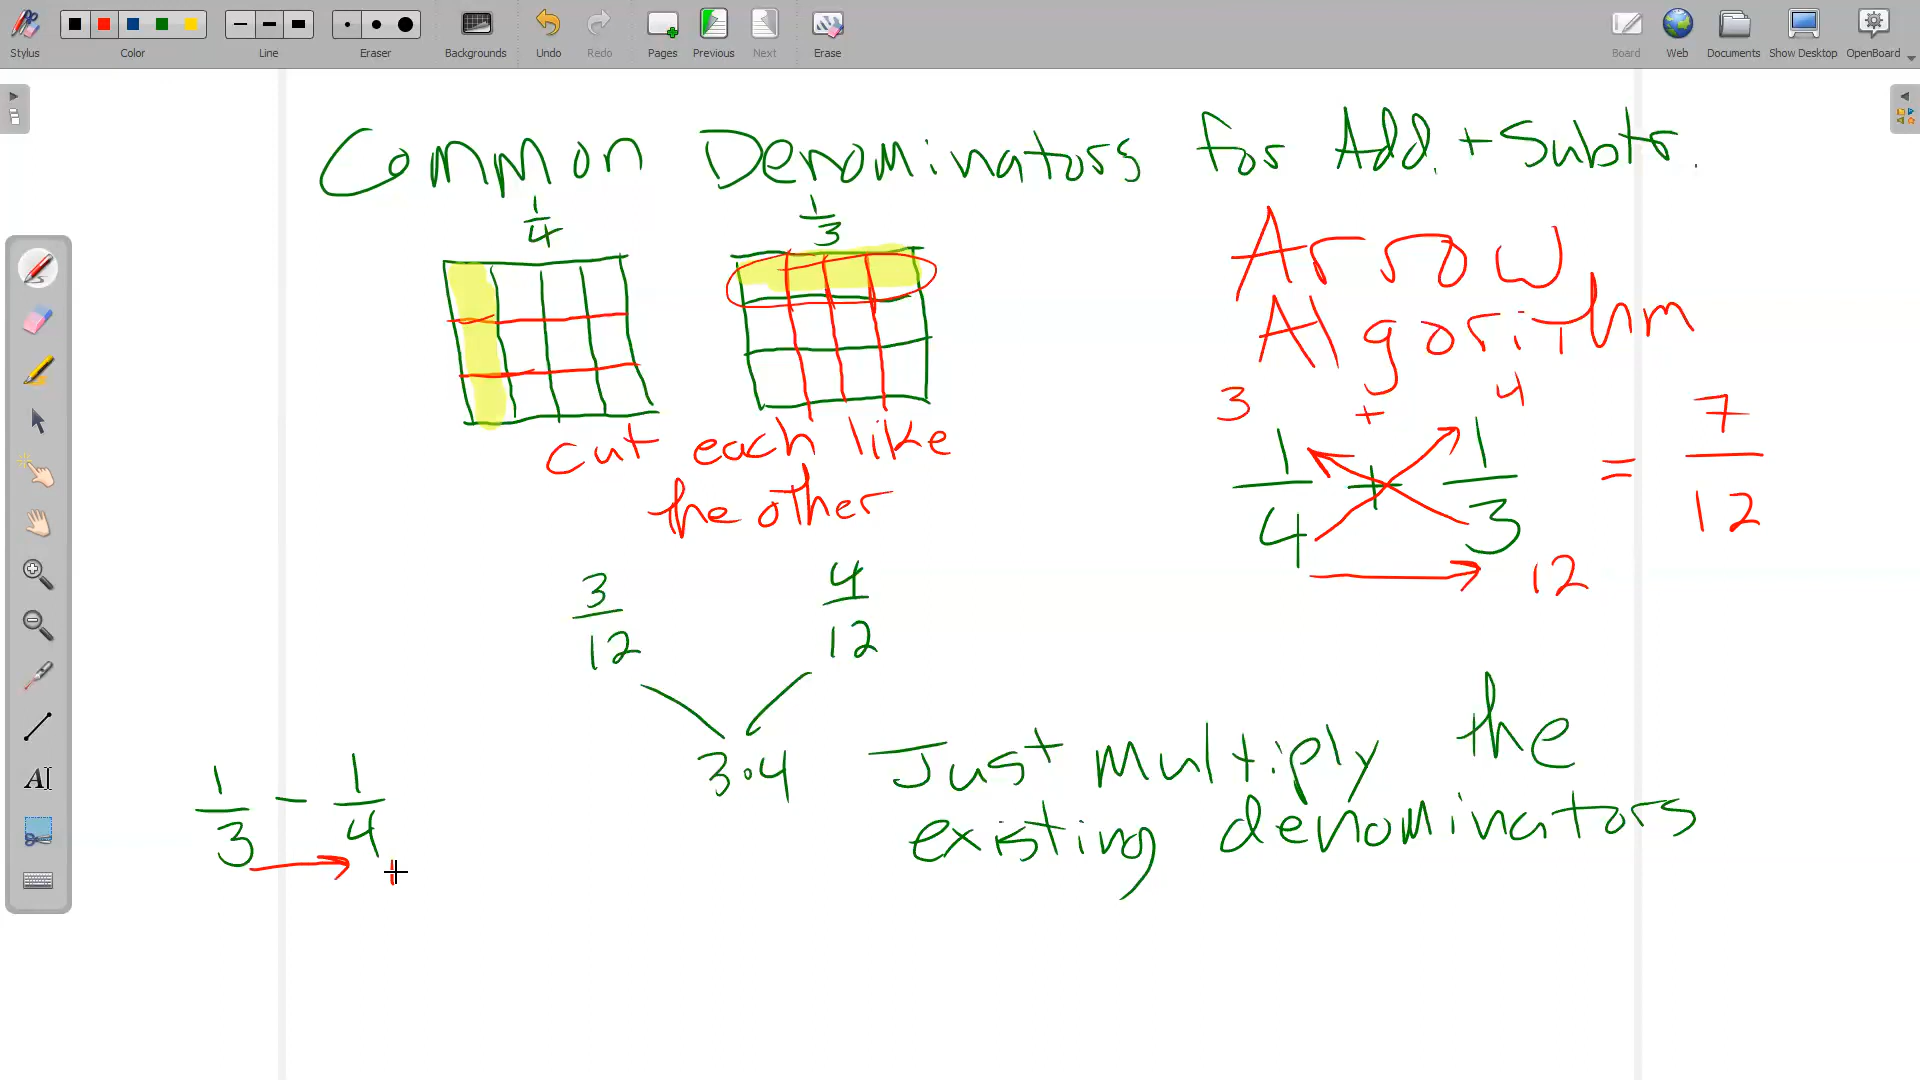 Stylus
Color
Line
Eraser
Backgrounds
Undo
Redo
Pages
Previous
Next
Erase
Board
Web
Documents
Show Desktop
OpenBoard
Common Denominators for Add. + Subtr.
1/4
1/3
cut each like
the other
3/12
4/12
3·4
Just multiply the
existing denominators
Arrow
Algorithm
3 + 4
1/4 + 1/3 = 7/12
12
1/3 - 1/4
AI